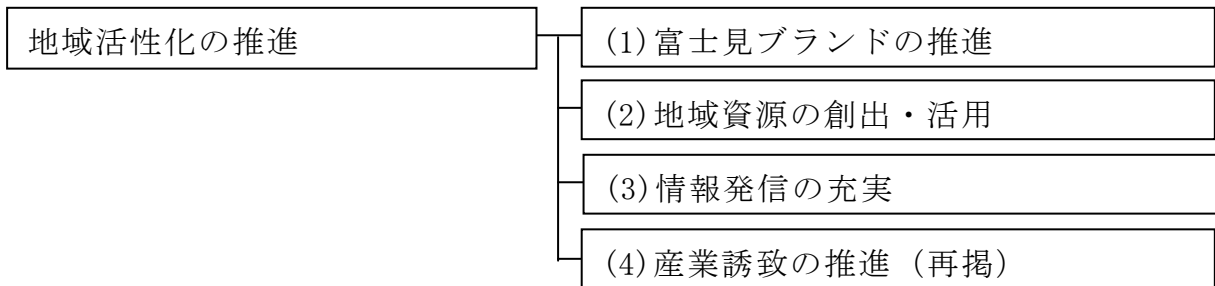 地域活性化の推進
(1)富士見ブランドの推進
(2)地域資源の創出・活用
(3)情報発信の充実
(4)産業誘致の推進（再掲）